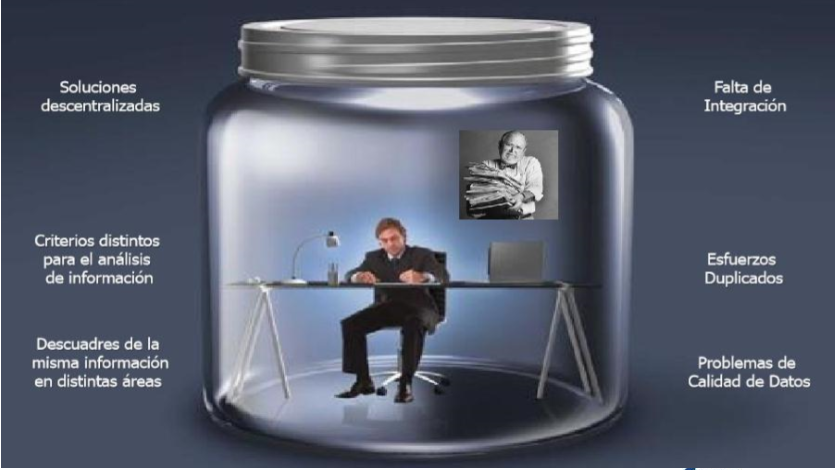 Soluciones
descentralizadas
Criterios distintos
para el análisis
de información
Descuadres de la
misma información
en distintas áreas
Falta de
Integración
Esfuerzos
Duplicados
Problemas de
Calidad de Datos